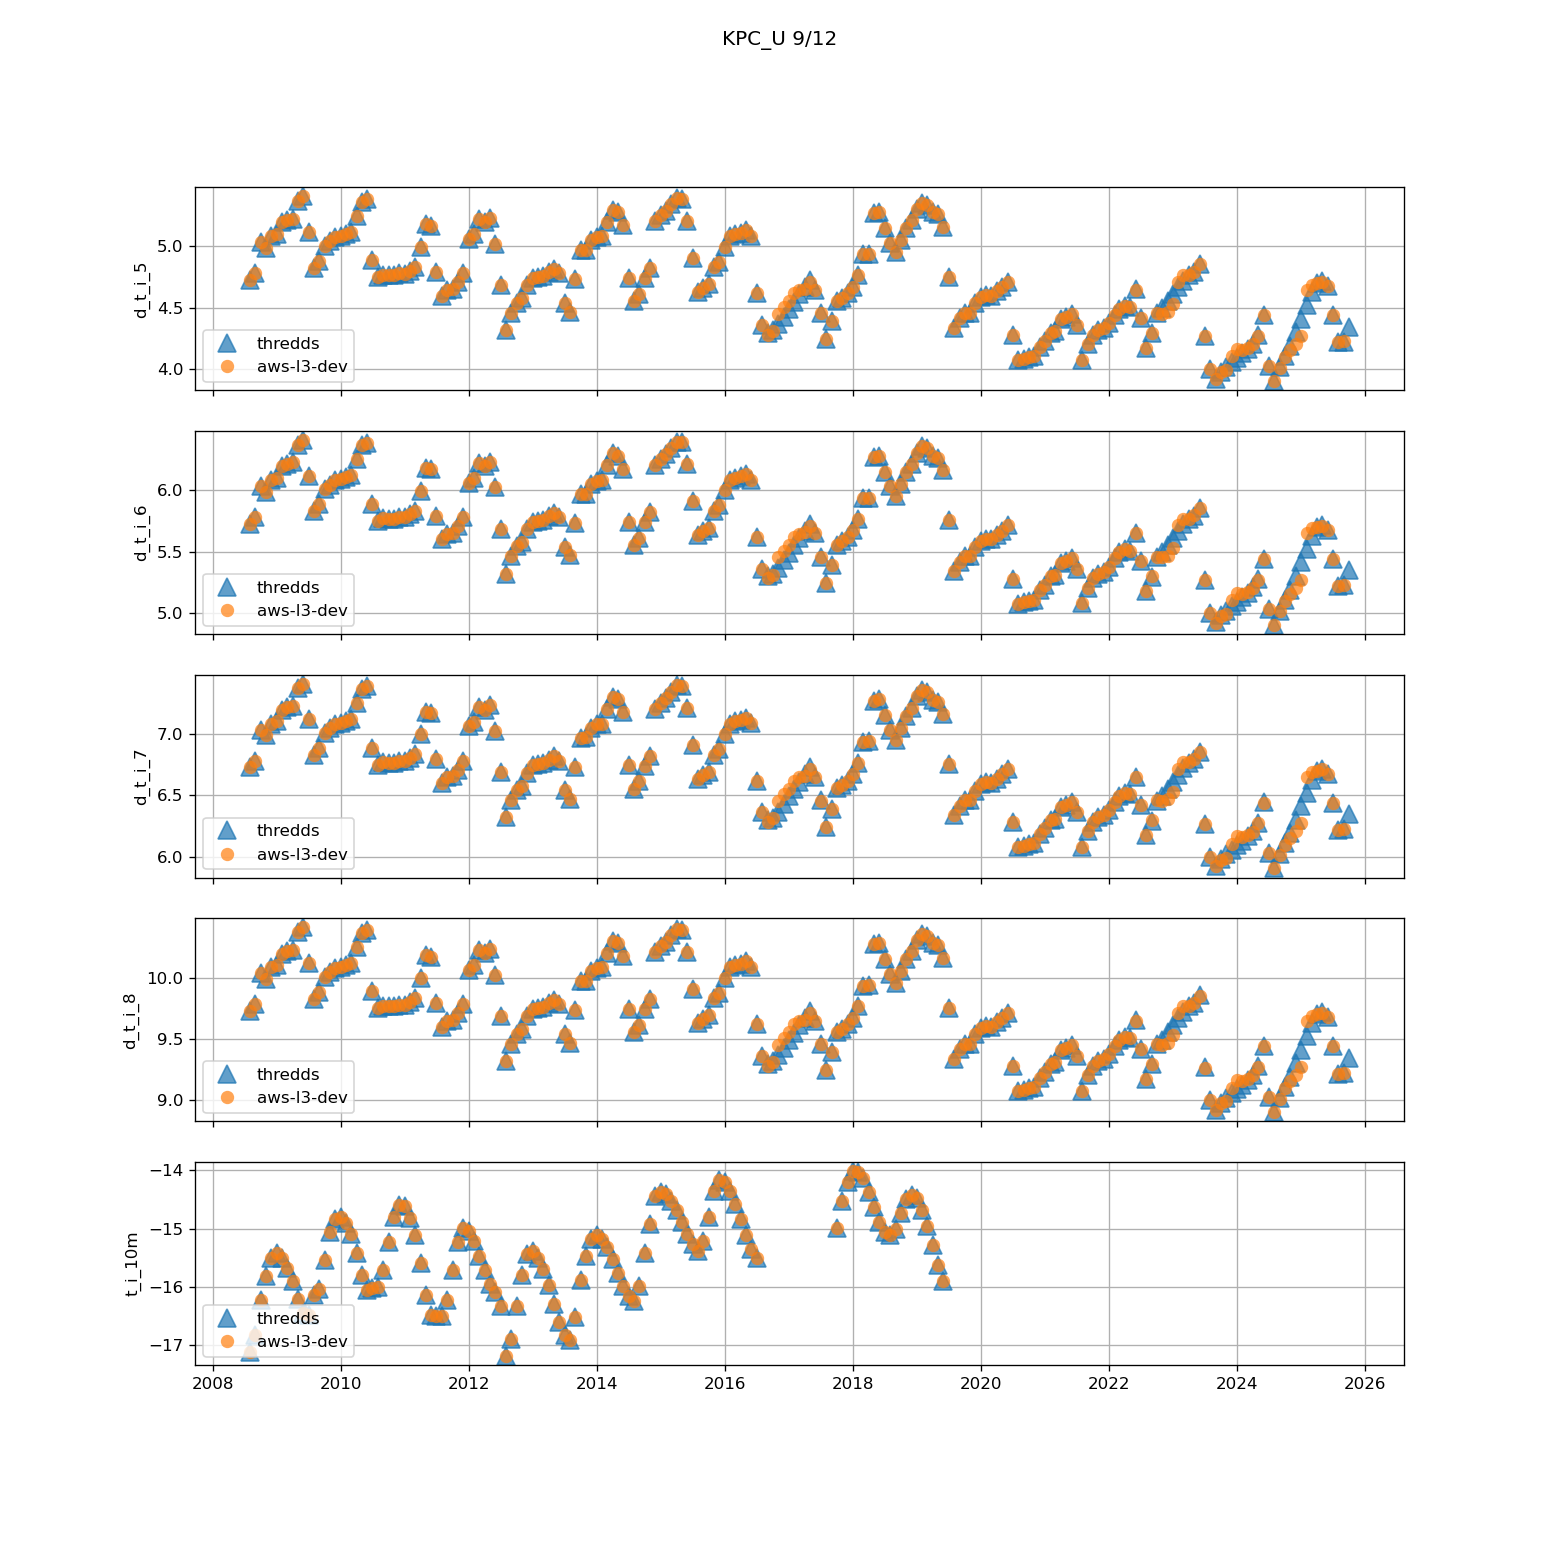 KPC_U 9/12
5.0
4.5
4.0
d_t_i_5
thredds
aws-l3-dev
6.0
5.5
5.0
d_t_i_6
thredds
aws-l3-dev
7.0
6.5
6.0
d_t_i_7
thredds
aws-l3-dev
10.0
9.5
9.0
d_t_i_8
thredds
aws-l3-dev
−14
−15
−16
−17
t_i_10m
thredds
aws-l3-dev
2008 2010 2012 2014 2016 2018 2020 2022 2024 2026